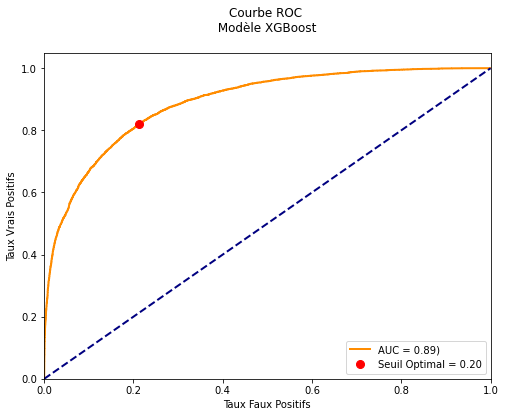 Courbe ROC
Modèle XGBoost
1.0
0.8
0.6
0.4
0.2
0.0
Taux Vrais Positifs
0.0
0.2
0.4
0.6
0.8
1.0
Taux Faux Positifs
AUC = 0.89)
Seuil Optimal = 0.20